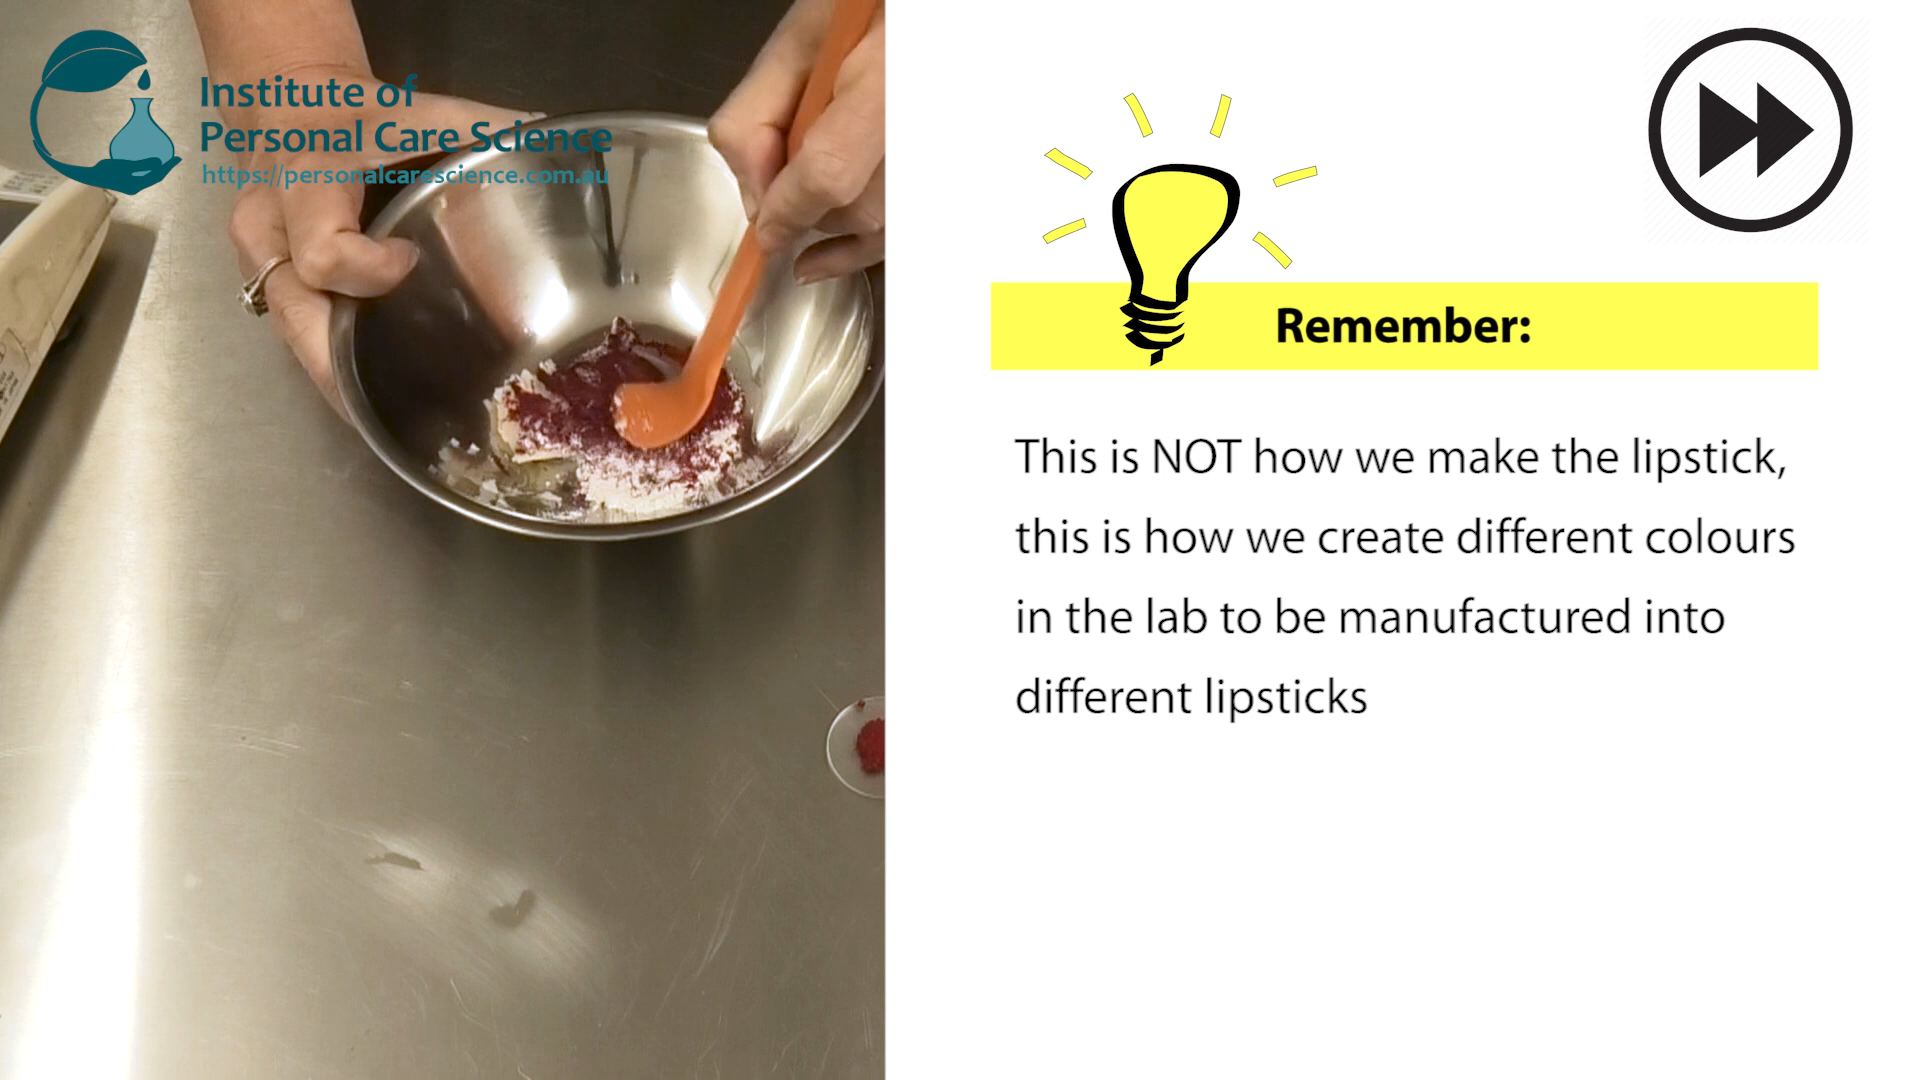 Institute of
Personal Care Science
https://personalcarescience.com.au
Remember:
This is NOT how we make the lipstick,
this is how we create different colours
in the lab to be manufactured into
different lipsticks